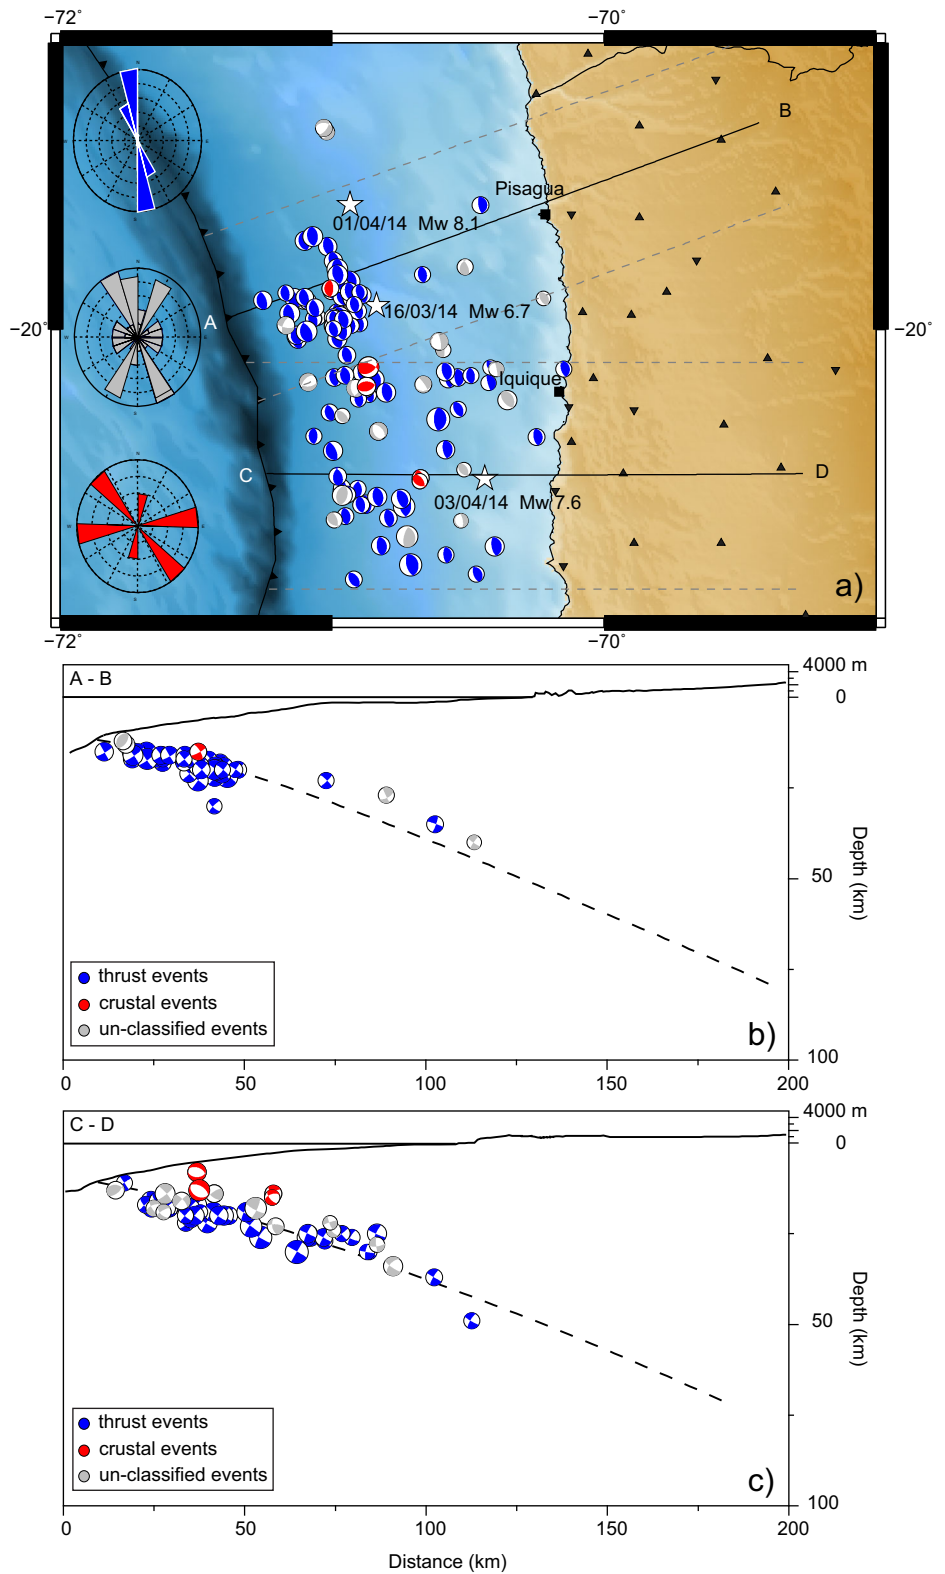 −72˚ −70˚
B
Pisagua
01/04/14 Mw 8.1
−20˚ A 16/03/14 Mw 6.7 −20˚
Iquique
C D
03/04/14 Mw 7.6
a)
−72˚ −70˚
A - B
4000 m
0
50
100
Depth (km)
thrust events
crustal events
un-classified events
b)
0 50 100 150 200
C - D
4000 m
0
50
100
Depth (km)
thrust events
crustal events
un-classified events
c)
0 50 100 150 200
Distance (km)